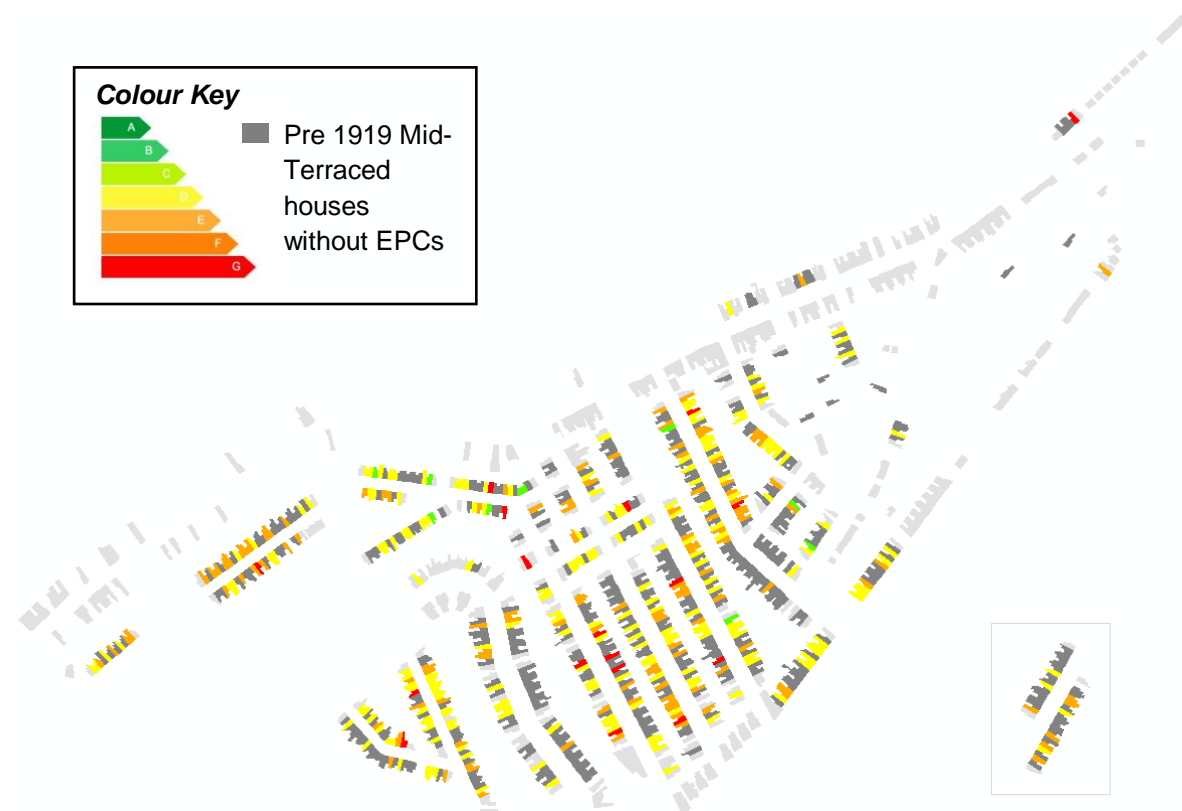 Colour Key
A
B
C
D
E
F
G
Pre 1919 Mid-
Terraced
houses
without EPCs